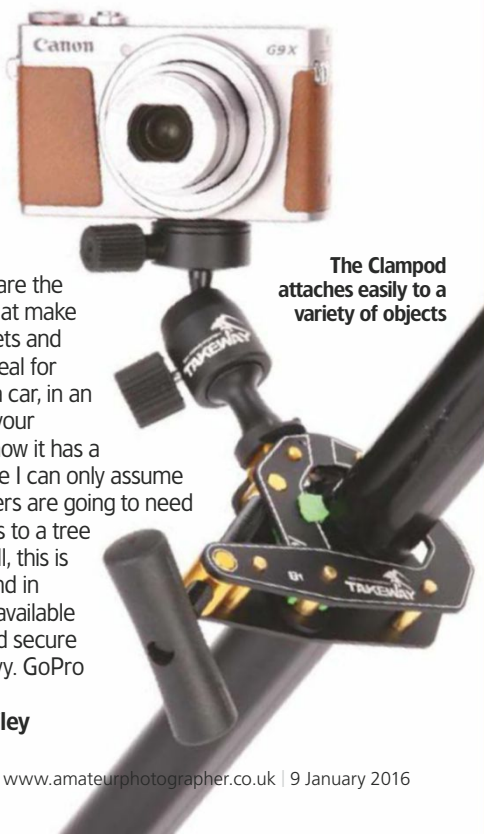 Canon
G9X
TAKEWAY
The Clampod
attaches easily to a
variety of objects
are the
at make
ets and
eal for
car, in an
your
ow it has a
e I can only assume
ers are going to need
s to a tree
ll, this is
nd in
available
d secure
vy. GoPro
ley
TAKEWAY
www.amateurphotographer.co.uk | 9 January 2016